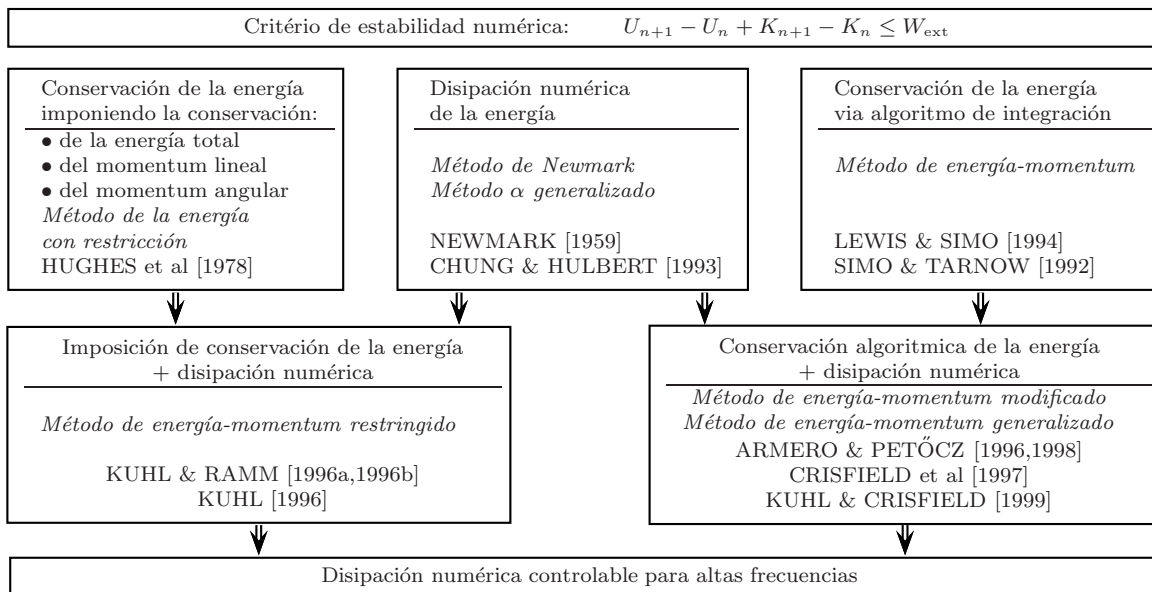 Critério de estabilidad numérica: U_{n+1} − U_n + K_{n+1} − K_n ≤ W_ext
Conservación de la energía
imponiendo la conservación:
• de la energía total
• del momentum lineal
• del momentum angular
Método de la energía
con restricción
HUGHES et al [1978]
Disipación numérica
de la energía
Método de Newmark
Método α generalizado
NEWMARK [1959]
CHUNG & HULBERT [1993]
Conservación de la energía
via algoritmo de integración
Método de energía-momentum
LEWIS & SIMO [1994]
SIMO & TARNOW [1992]
Imposición de conservación de la energía
+ disipación numérica
Método de energía-momentum restringido
KUHL & RAMM [1996a,1996b]
KUHL [1996]
Conservación algoritmica de la energía
+ disipación numérica
Método de energía-momentum modificado
Método de energía-momentum generalizado
ARMERO & PETŐCZ [1996,1998]
CRISFIELD et al [1997]
KUHL & CRISFIELD [1999]
Disipación numérica controlable para altas frecuencias